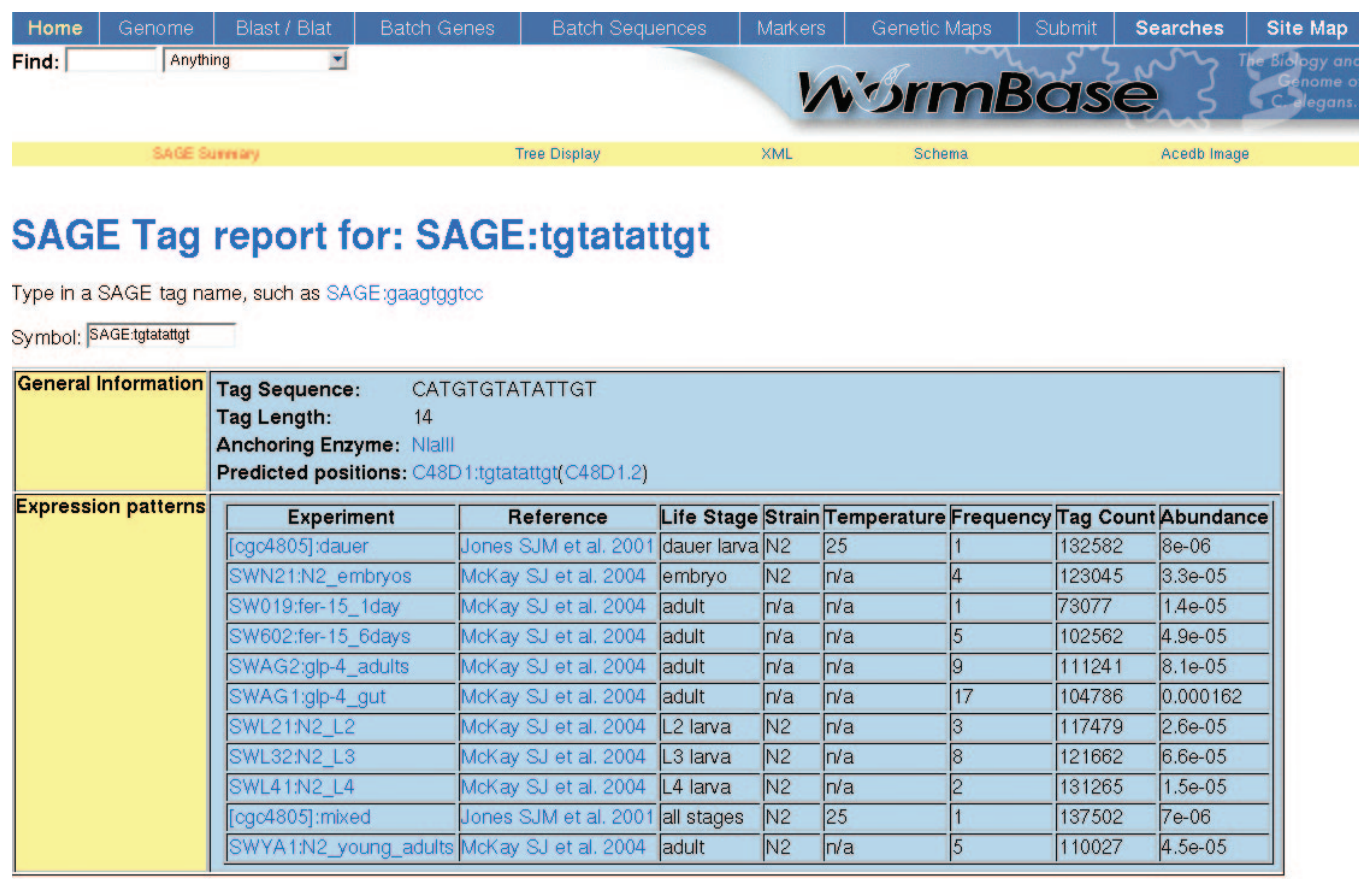 Home Genome Blast / Blat Batch Genes Batch Sequences Markers Genetic Maps Submit Searches Site Map
Find: Anything
WormBase
The Biology and
Genome o
C. elegans.
SAGE Summary Tree Display XML Schema Acedb Image
SAGE Tag report for: SAGE:tgtatattgt
Type in a SAGE tag name, such as SAGE:gaagtggtcc
Symbol: SAGE:tgtatattgt
General Information
Tag Sequence: CATGTGTATATTGT
Tag Length: 14
Anchoring Enzyme: NlaIII
Predicted positions: C48D1:tgtatattgt(C48D1.2)
Expression patterns
Experiment Reference Life Stage Strain Temperature Frequency Tag Count Abundance
[cgc4805]:dauer Jones SJM et al. 2001 dauer larva N2 25 1 132582 8e-06
SWN21:N2_embryos McKay SJ et al. 2004 embryo N2 n/a 4 123045 3.3e-05
SW019:fer-15_1day McKay SJ et al. 2004 adult n/a n/a 1 73077 1.4e-05
SW602:fer-15_6days McKay SJ et al. 2004 adult n/a n/a 5 102562 4.9e-05
SWAG2:glp-4_adults McKay SJ et al. 2004 adult n/a n/a 9 111241 8.1e-05
SWAG1:glp-4_gut McKay SJ et al. 2004 adult n/a n/a 17 104786 0.000162
SWL21:N2_L2 McKay SJ et al. 2004 L2 larva N2 n/a 3 117479 2.6e-05
SWL32:N2_L3 McKay SJ et al. 2004 L3 larva N2 n/a 8 121662 6.6e-05
SWL41:N2_L4 McKay SJ et al. 2004 L4 larva N2 n/a 2 131265 1.5e-05
[cgc4805]:mixed Jones SJM et al. 2001 all stages N2 25 1 137502 7e-06
SWYA1:N2_young_adults McKay SJ et al. 2004 adult N2 n/a 5 110027 4.5e-05